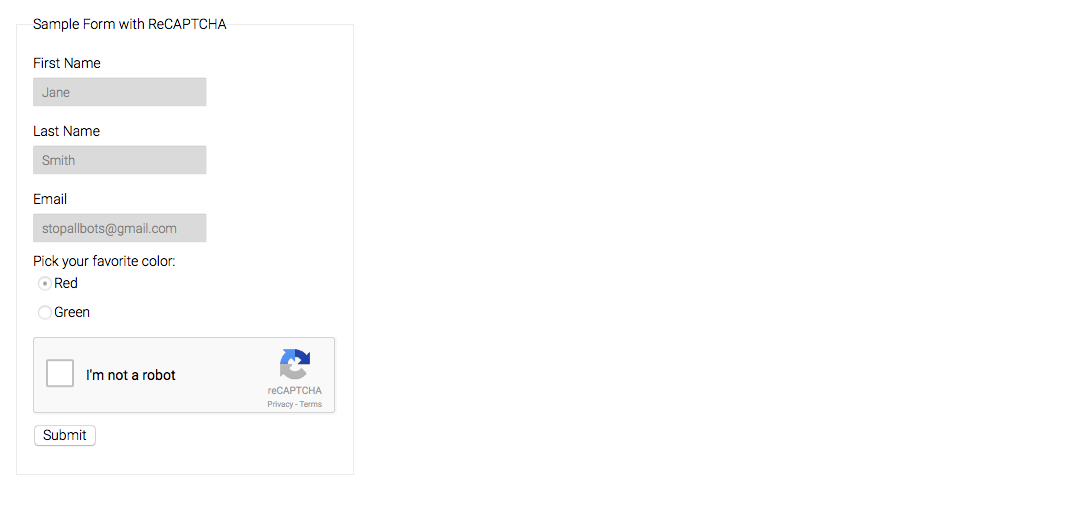 Sample Form with ReCAPTCHA
First Name
Jane
Last Name
Smith
Email
stopallbots@gmail.com
Pick your favorite color:
Red
Green
I'm not a robot
reCAPTCHA
Privacy - Terms
Submit